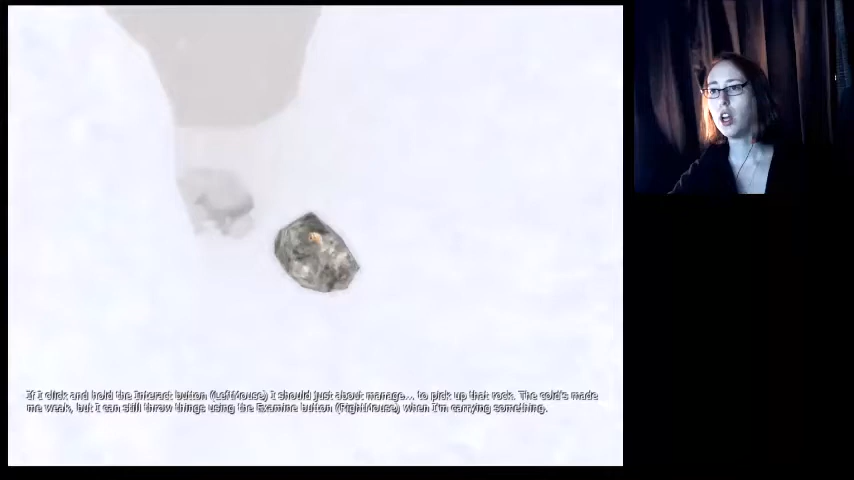 If I click and hold the Interact button (LeftMouse) I should just about manage... to pick up that rock. The cold's made
me weak, but I can still throw things using the Examine button (RightMouse) when I'm carrying something.